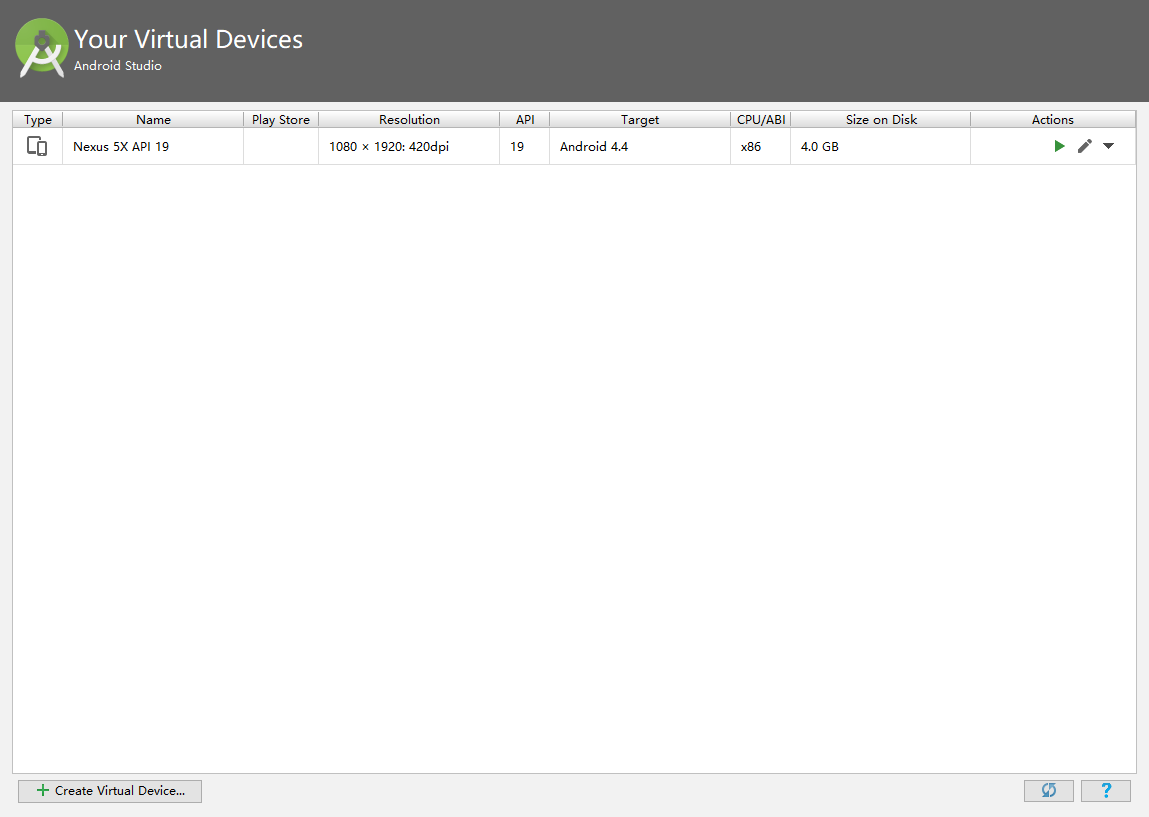 Your Virtual Devices
Android Studio
Type Name Play Store Resolution API Target CPU/ABI Size on Disk Actions
Nexus 5X API 19 1080 × 1920: 420dpi 19 Android 4.4 x86 4.0 GB
Create Virtual Device...
?